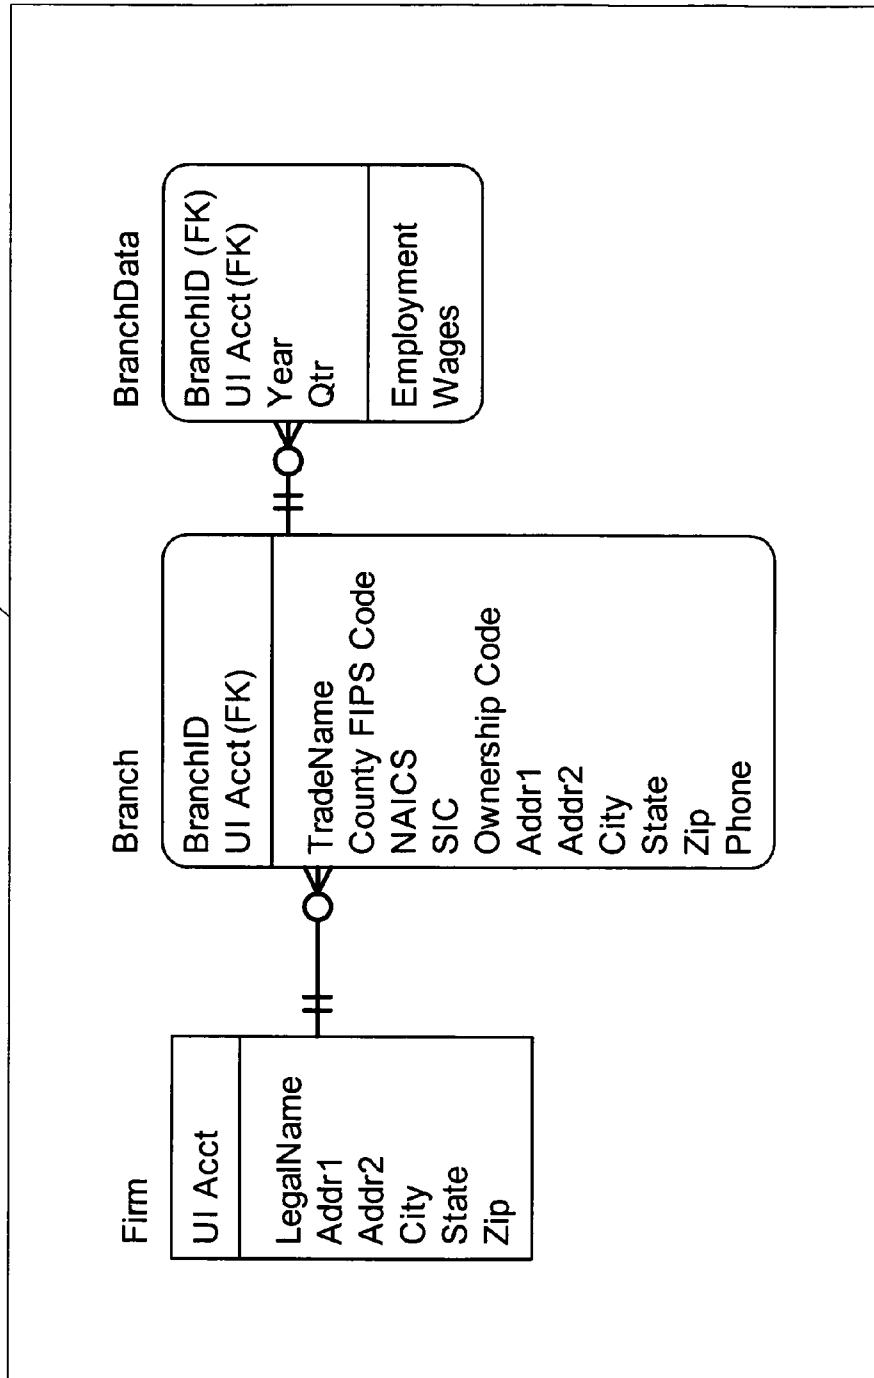 Firm
UI Acct
LegalName
Addr1
Addr2
City
State
Zip
Branch
BranchID
UI Acct(FK)
TradeName
County FIPS Code
NAICS
SIC
Ownership Code
Addr1
Addr2
City
State
Zip
Phone
BranchData
BranchID (FK)
UI Acct(FK)
Year
Qtr
Employment
Wages